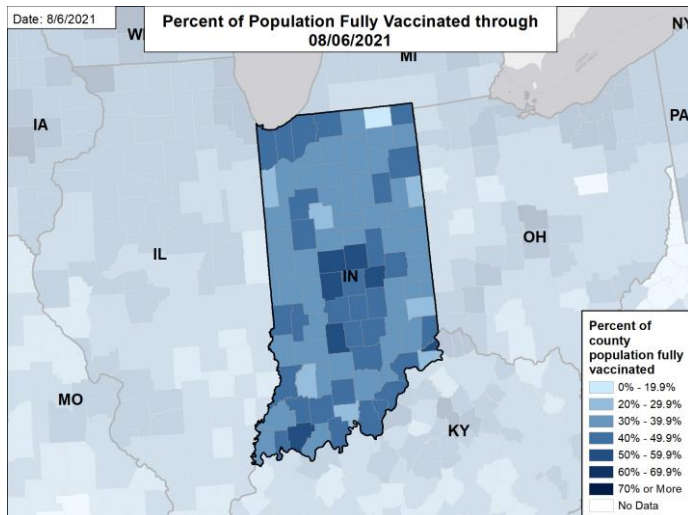 Date: 8/6/2021
Percent of Population Fully Vaccinated through
08/06/2021
WI
MI
NY
IA
PA
IL
IN
OH
MO
KY
Percent of
county
population fully
vaccinated
0% - 19.9%
20% - 29.9%
30% - 39.9%
40% - 49.9%
50% - 59.9%
60% - 69.9%
70% or More
No Data